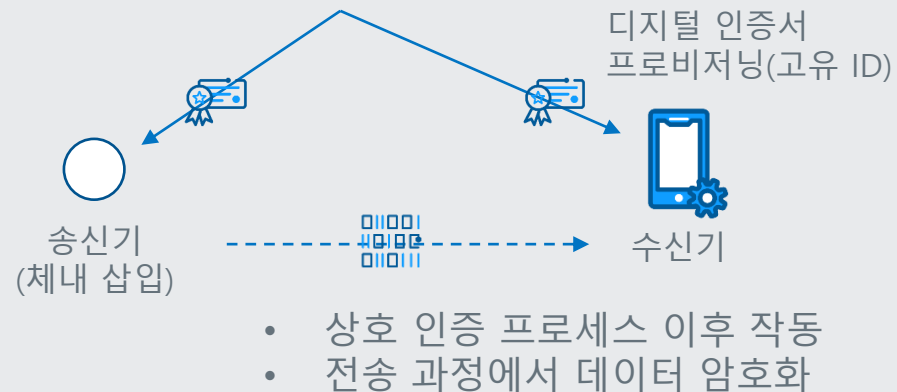 디지털 인증서
프로비저닝(고유 ID)
송신기
(체내 삽입)
수신기
• 상호 인증 프로세스 이후 작동
• 전송 과정에서 데이터 암호화